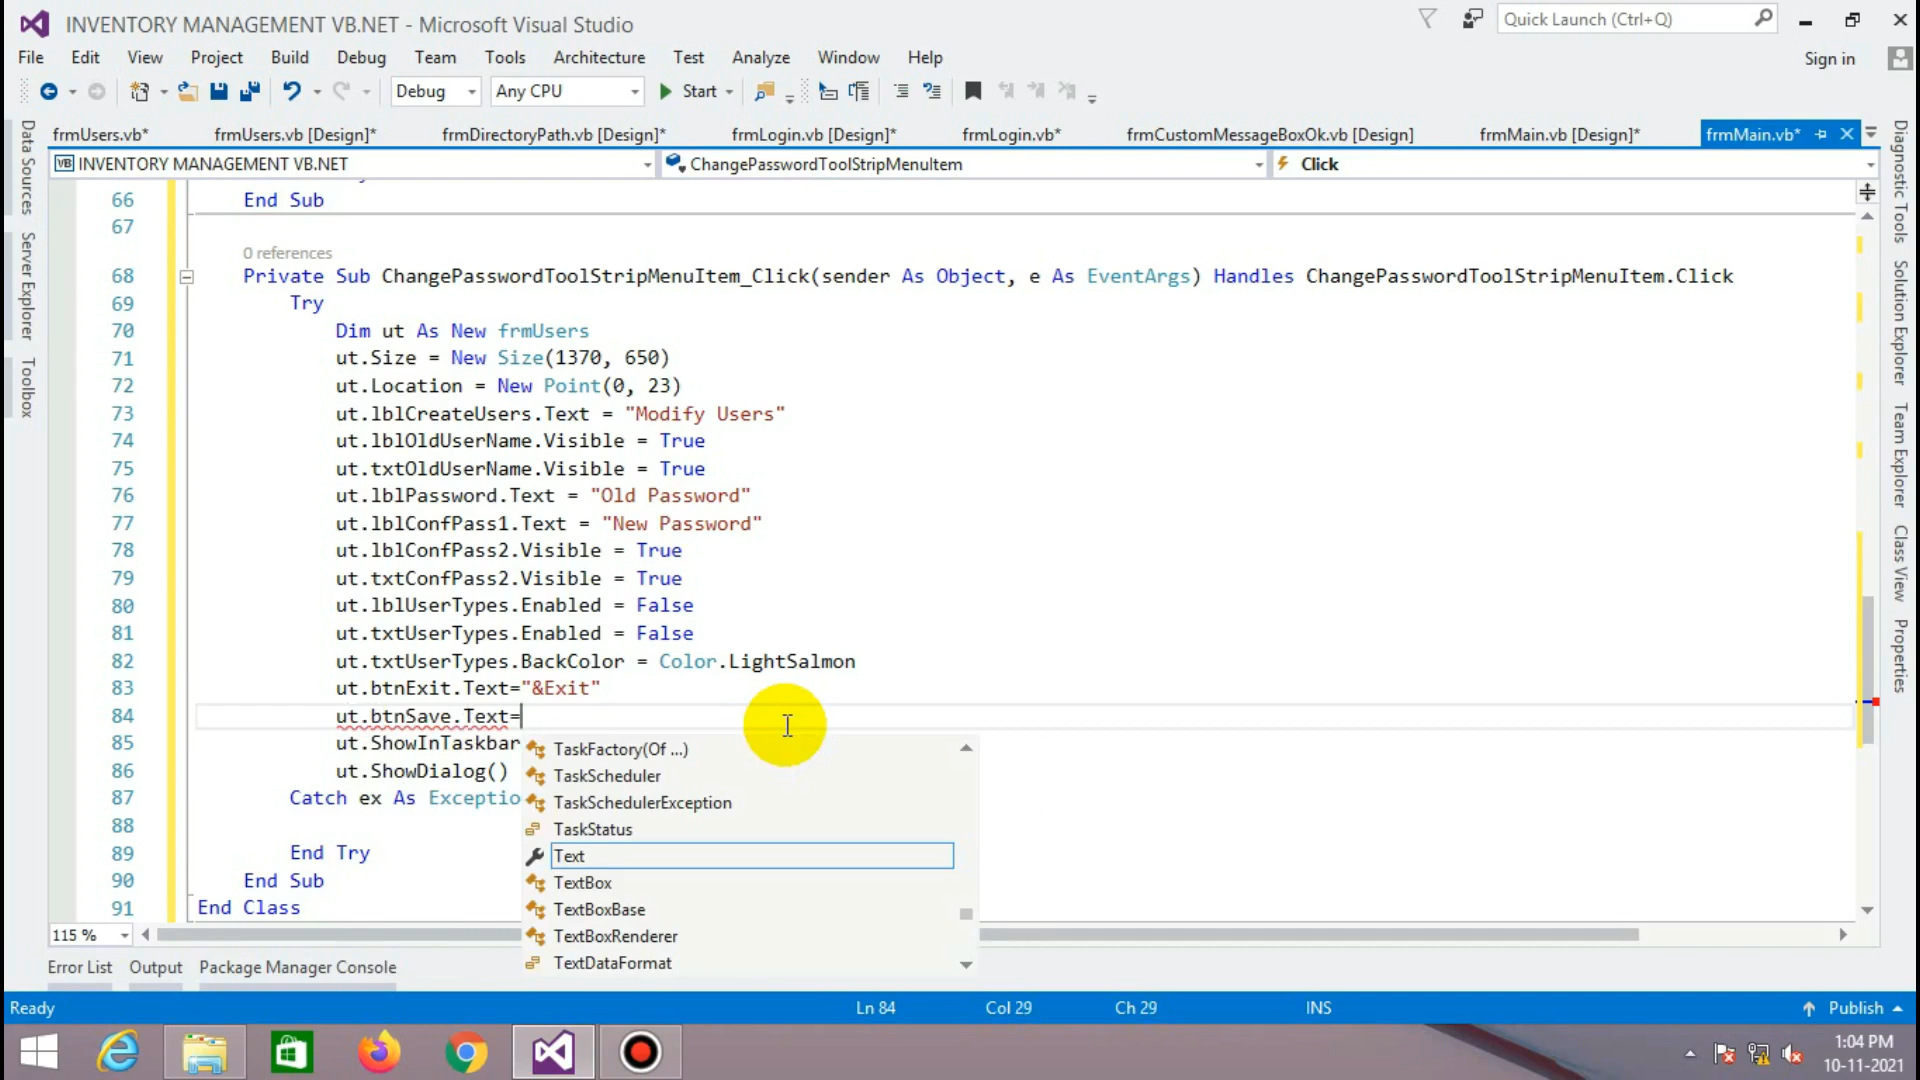 INVENTORY MANAGEMENT VB.NET - Microsoft Visual Studio
Quick Launch (Ctrl+Q)
File Edit View Project Build Debug Team Tools Architecture Test Analyze Window Help
Sign in
Debug Any CPU Start
frmUsers.vb* frmUsers.vb [Design]* frmDirectoryPath.vb [Design]* frmLogin.vb [Design]* frmLogin.vb* frmCustomMessageBoxOk.vb [Design] frmMain.vb [Design]* frmMain.vb*
VB INVENTORY MANAGEMENT VB.NET ChangePasswordToolStripMenuItem Click
Data Sources
Server Explorer
Toolbox
66 End Sub
67
0 references
68 Private Sub ChangePasswordToolStripMenuItem_Click(sender As Object, e As EventArgs) Handles ChangePasswordToolStripMenuItem.Click
69 Try
70 Dim ut As New frmUsers
71 ut.Size = New Size(1370, 650)
72 ut.Location = New Point(0, 23)
73 ut.lblCreateUsers.Text = "Modify Users"
74 ut.lblOldUserName.Visible = True
75 ut.txtOldUserName.Visible = True
76 ut.lblPassword.Text = "Old Password"
77 ut.lblConfPass1.Text = "New Password"
78 ut.lblConfPass2.Visible = True
79 ut.txtConfPass2.Visible = True
80 ut.lblUserTypes.Enabled = False
81 ut.txtUserTypes.Enabled = False
82 ut.txtUserTypes.BackColor = Color.LightSalmon
83 ut.btnExit.Text="&Exit"
84 ut.btnSave.Text=
85 ut.ShowInTaskbar
86 ut.ShowDialog()
87 Catch ex As Exceptio
88
89 End Try
90 End Sub
91 End Class
TaskFactory(Of ...)
TaskScheduler
TaskSchedulerException
TaskStatus
Text
TextBox
TextBoxBase
TextBoxRenderer
TextDataFormat
Diagnostic Tools
Solution Explorer
Team Explorer
Class View
Properties
115 %
Error List Output Package Manager Console
Ready Ln 84 Col 29 Ch 29 INS Publish
1:04 PM
10-11-2021